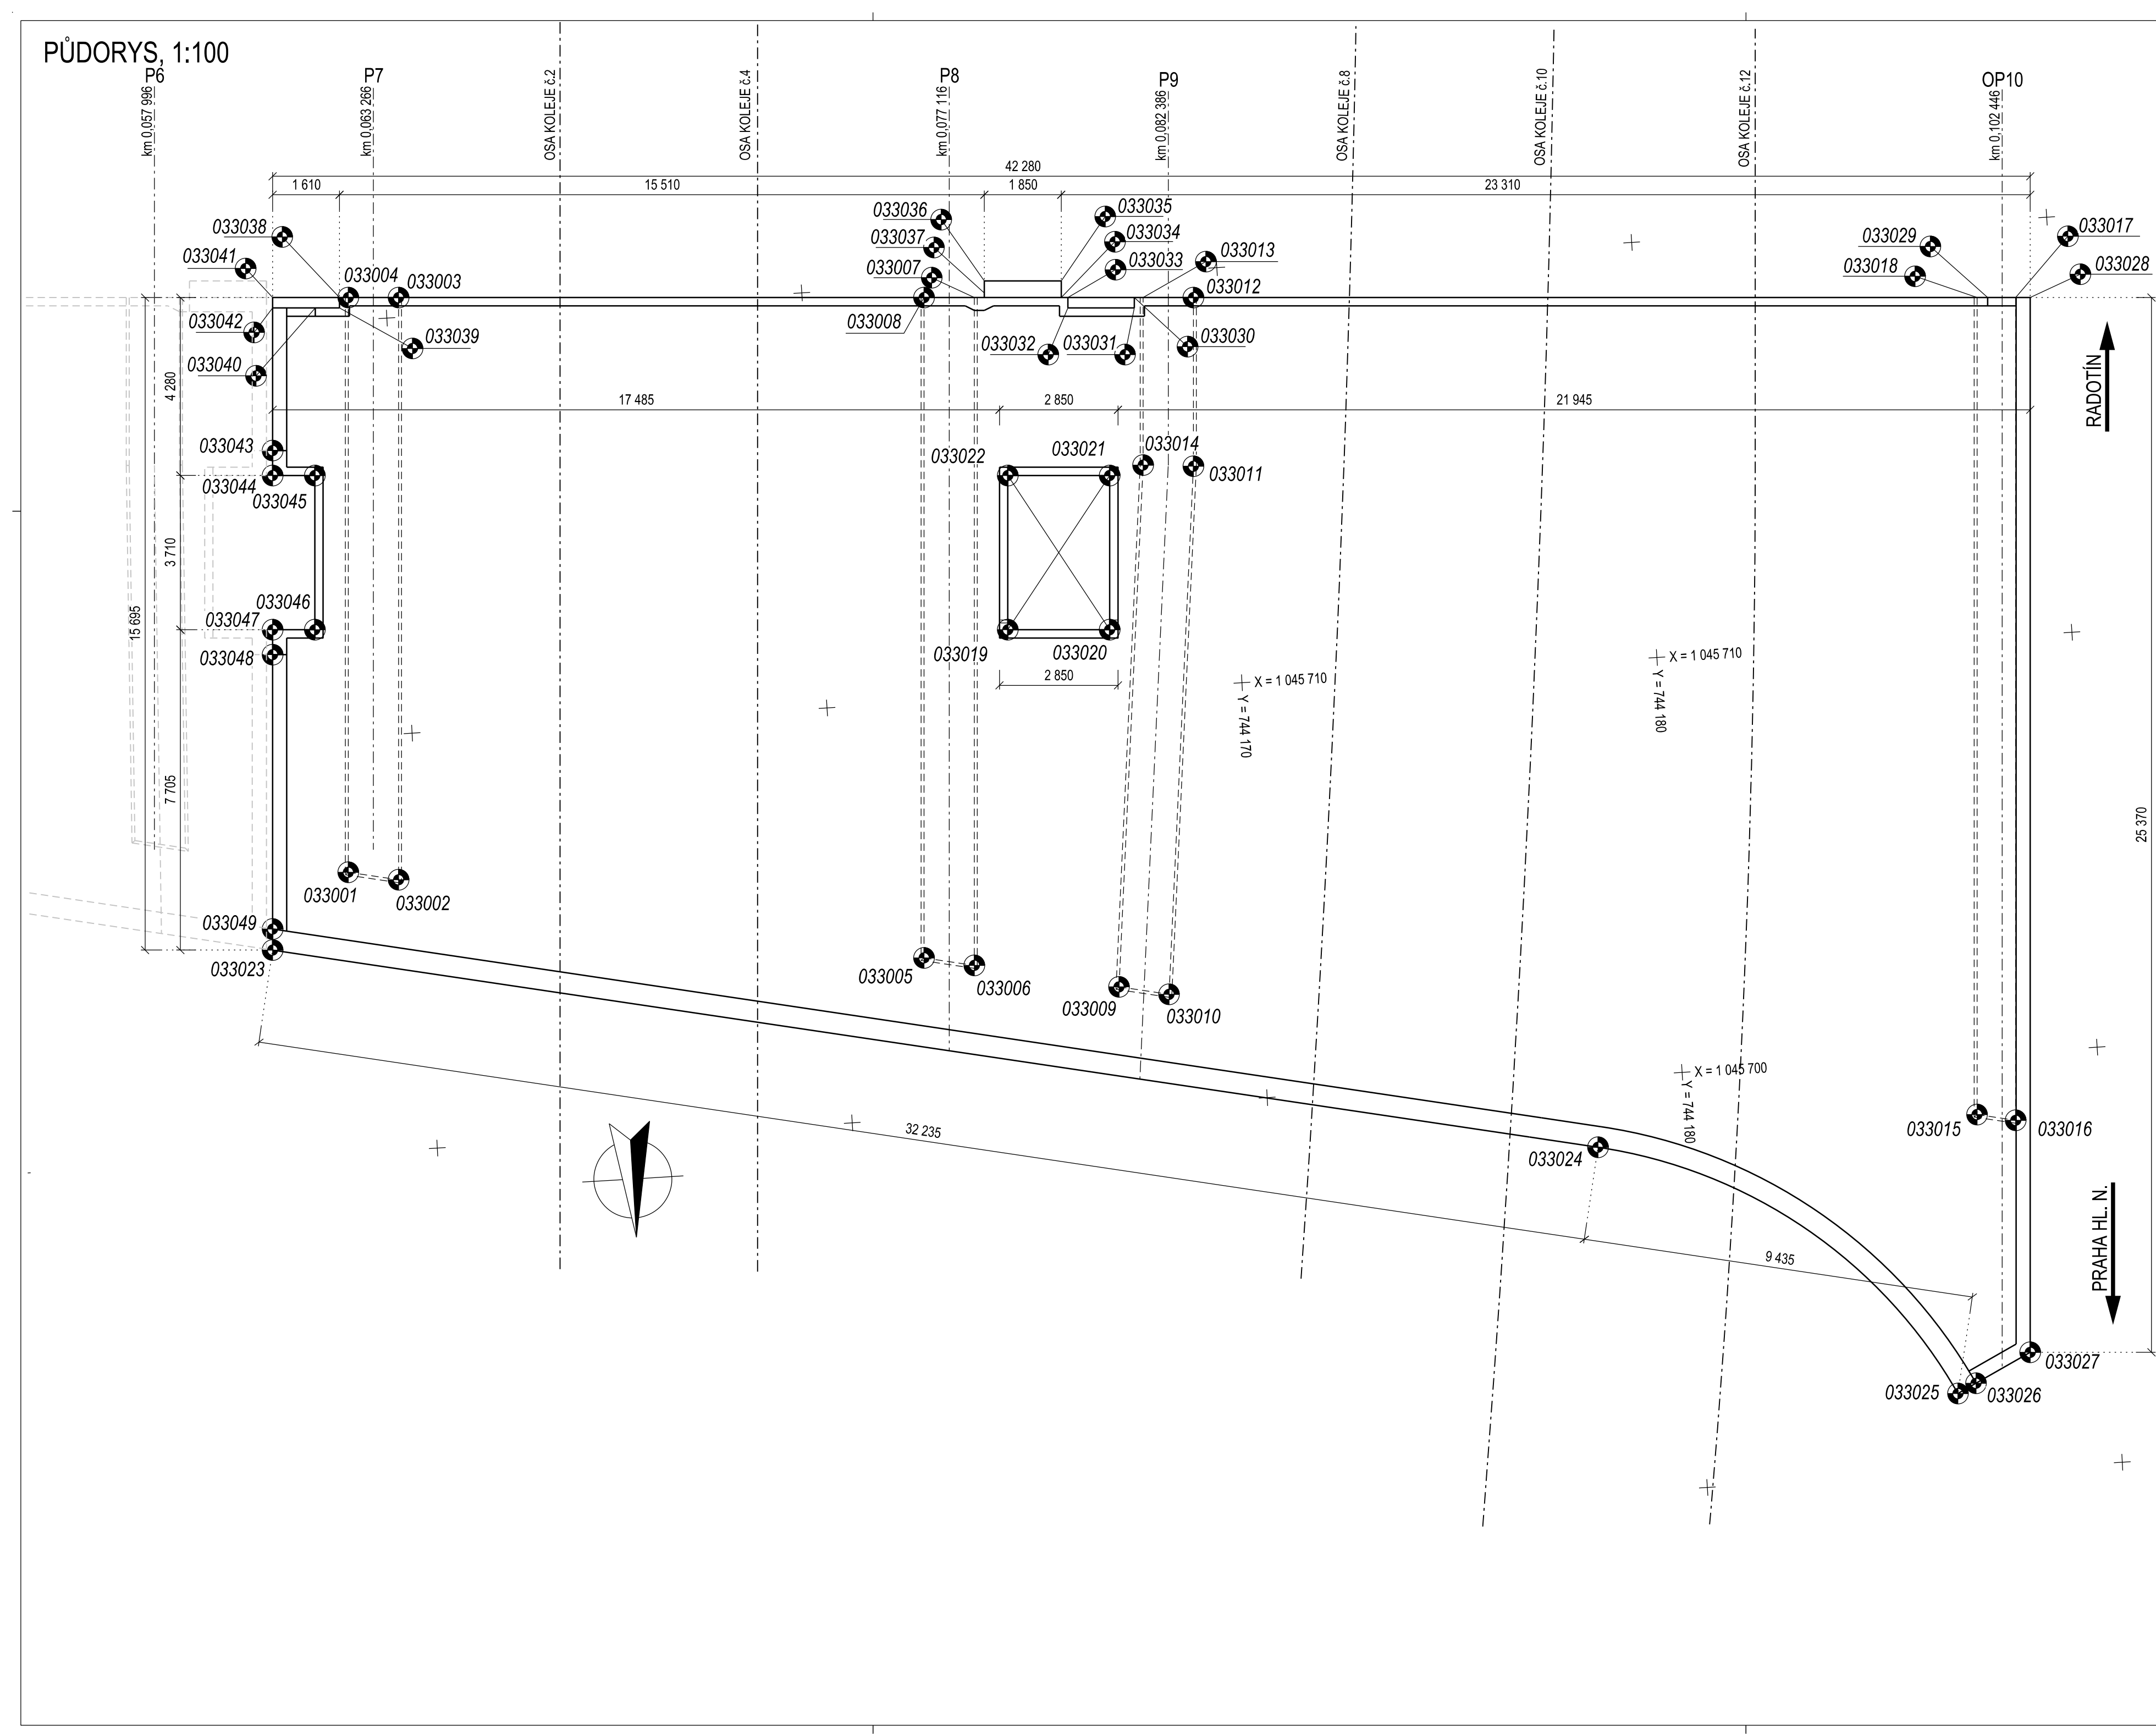 PŮDORYS, 1:100
P6
P7
P8
P9
OP10
km 0,057 996
km 0,063 266
OSA KOLEJE č.2
OSA KOLEJE č.4
km 0,077 116
km 0,082 386
OSA KOLEJE č.8
OSA KOLEJE č.10
OSA KOLEJE č.12
km 0,102 446
42 280
1 610
15 510
1 850
23 310
033038
033036
033035
033017
033041
033037
033034
033029
033004
033003
033007
033033
033013
033018
033028
033012
033042
033008
033039
033030
033040
033032
033031
RADOTÍN
4 280
17 485
2 850
21 945
033043
033044
033045
033022
033021
033014
033011
3 710
15 695
033046
033047
033048
033019
033020
2 850
X = 1 045 710
Y = 744 170
X = 1 045 710
Y = 744 180
7 705
25 370
033001
033002
033049
033023
033005
033006
033009
033010
X = 1 045 700
Y = 744 180
32 235
033015
033016
033024
PRAHA HL. N.
9 435
033027
033025
033026